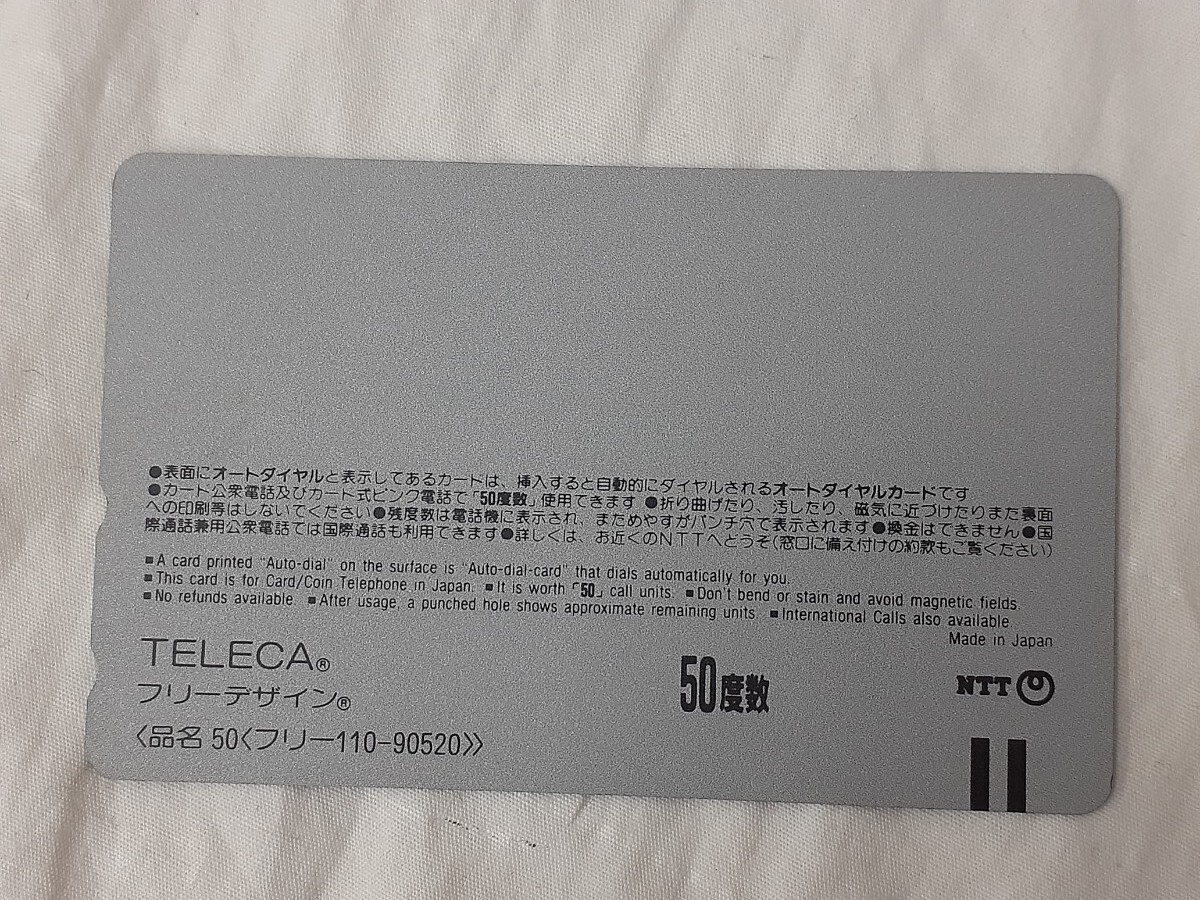 ●表面にオートダイヤルと表示してあるカードは、挿入すると自動的にダイヤルされるオートダイヤルカードです
●カード公衆電話及びカード式ピンク電話で「50度数」使用できます ●折り曲げたり、汚したり、磁気に近づけたりまた裏面
への印刷等はしないでください●残度数は電話機に表示され、まためやすがパンチ穴で表示されます●換金はできません●国
際通話兼用公衆電話では国際通話も利用できます●詳しくは、お近くのNTTへどうぞ(窓口に備え付けの約款もご覧ください)
■A card printed "Auto-dial" on the surface is "Auto-dial-card" that dials automatically for you.
■This card is for Card/Coin Telephone in Japan. ■It is worth「50」call units. ■Don't bend or stain and avoid magnetic fields.
■No refunds available. ■After usage, a punched hole shows approximate remaining units. ■International Calls also available.
Made in Japan
TELECA®
フリーデザイン®
〈品名 50〈フリー110-90520〉〉
50度数
NTT